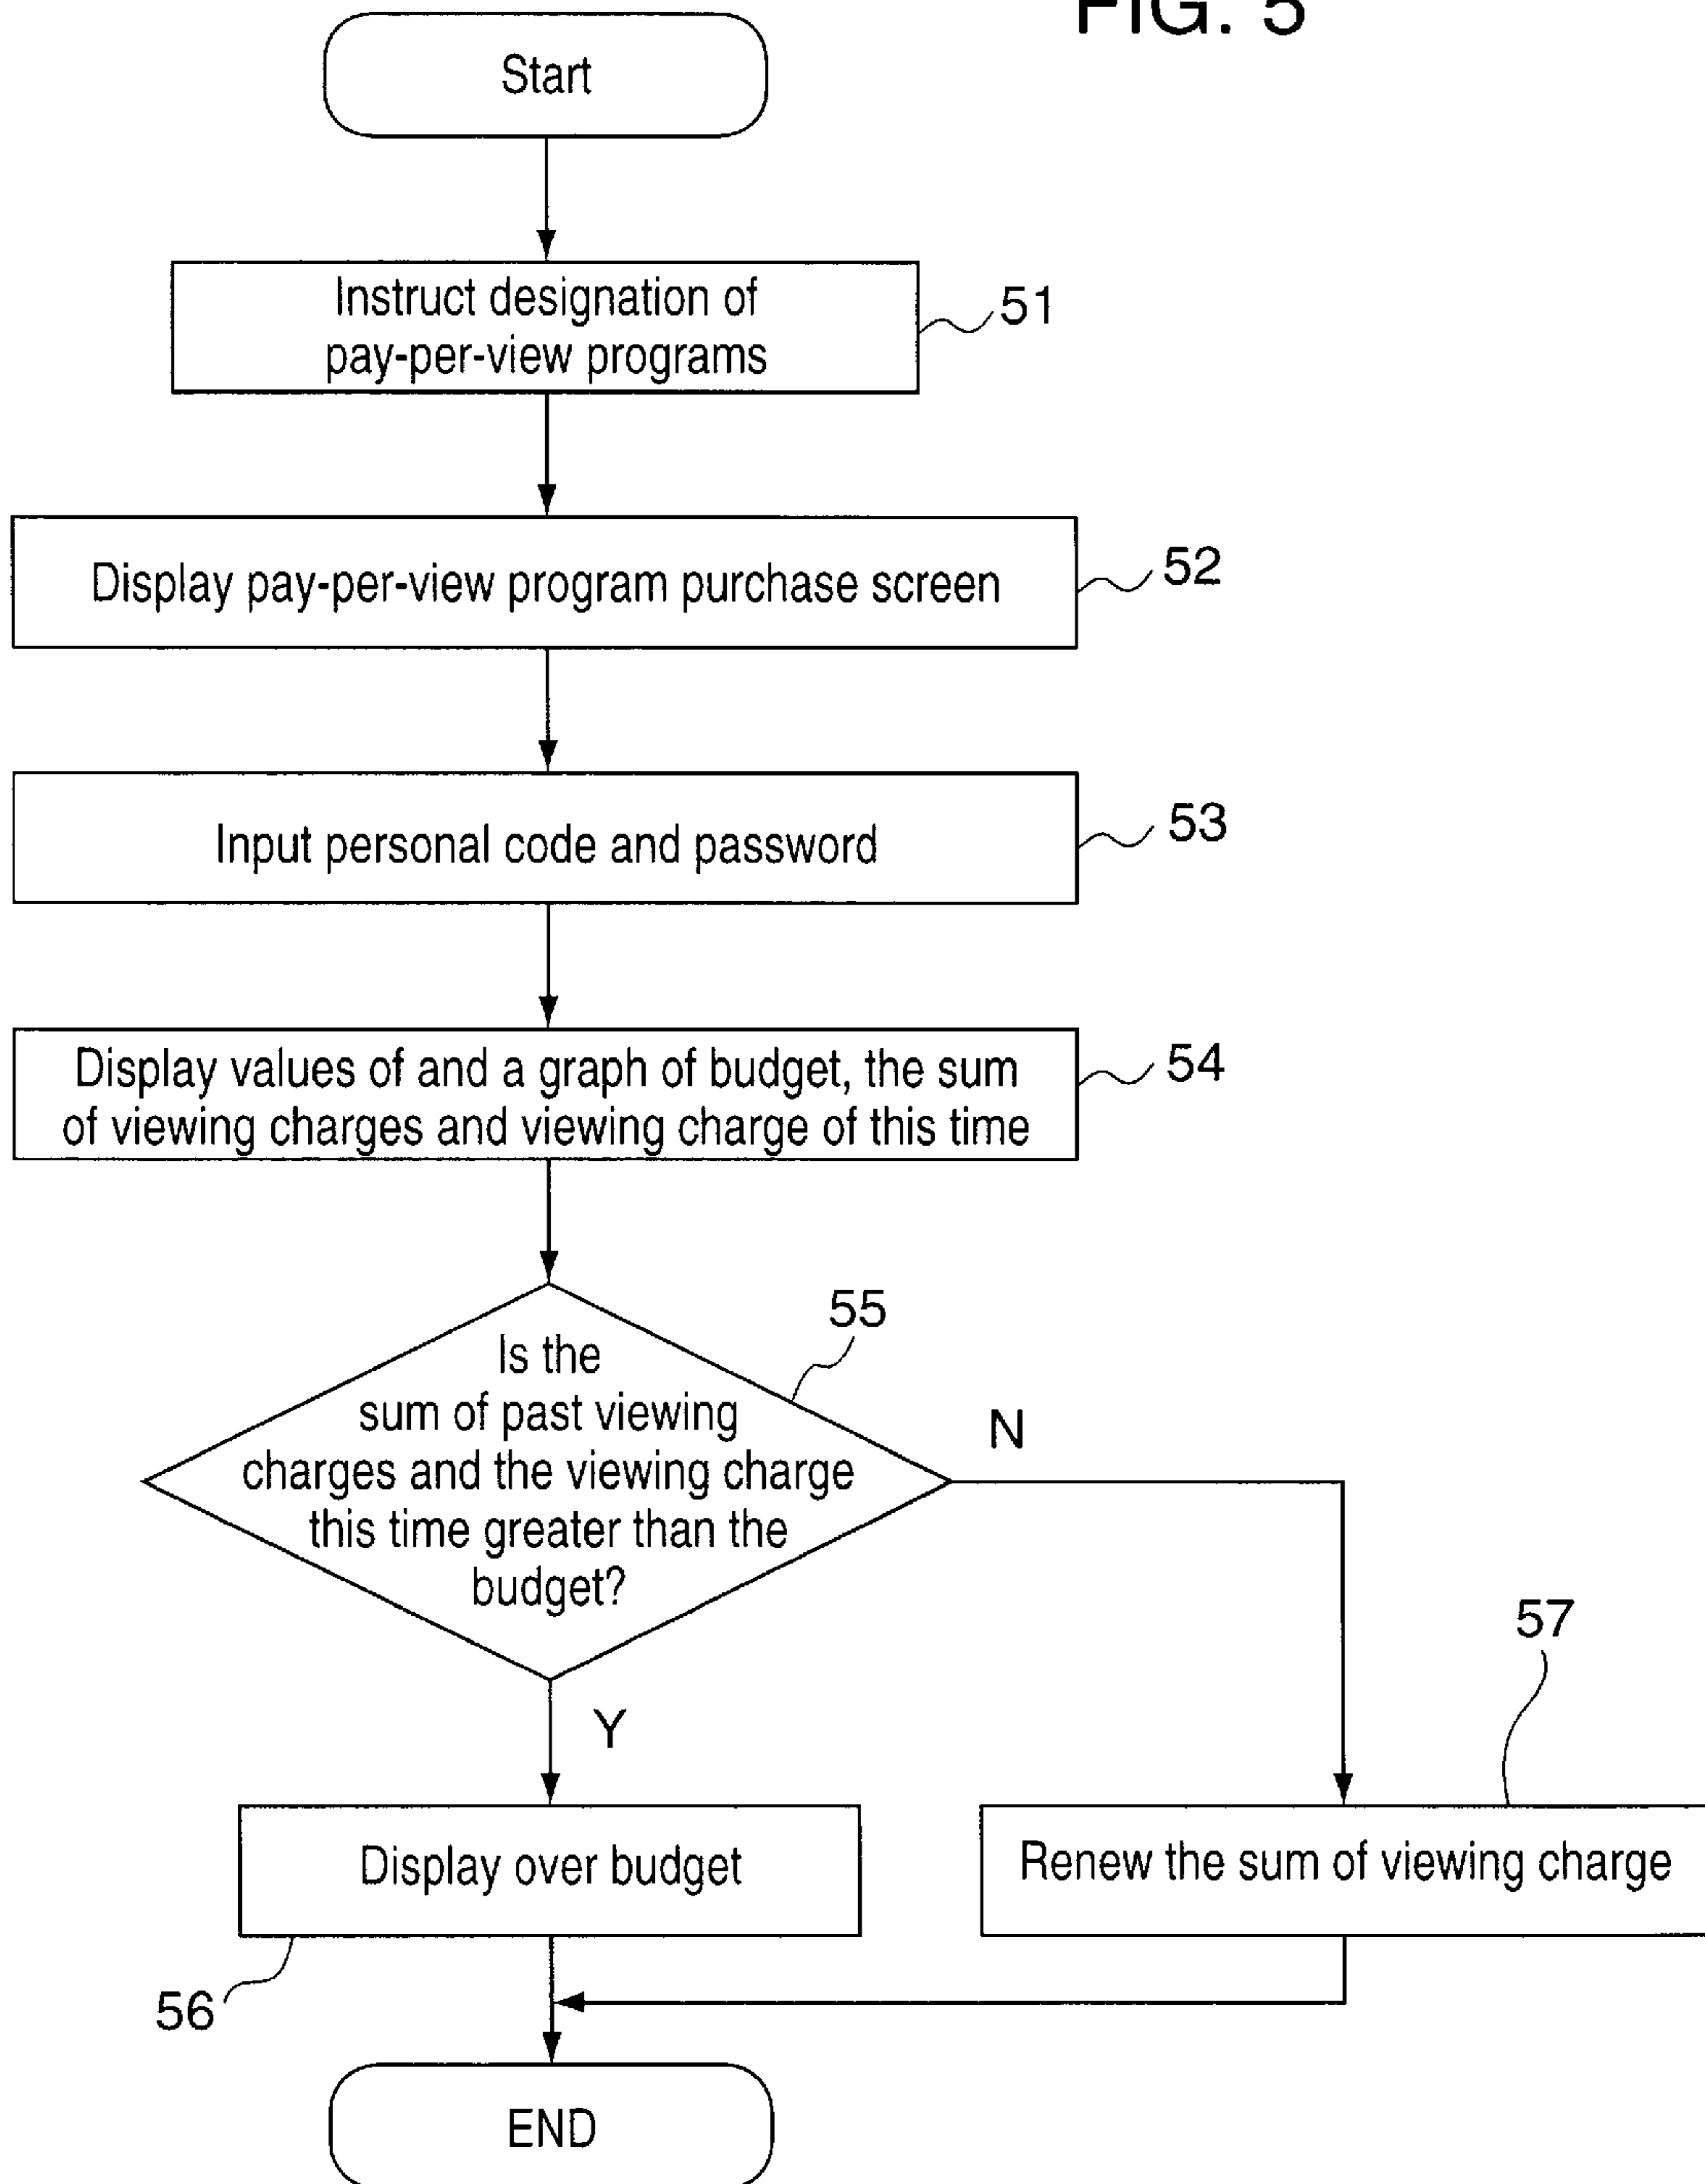 FIG. 5
Start
Instruct designation of
pay-per-view programs
51
Display pay-per-view program purchase screen
52
Input personal code and password
53
Display values of and a graph of budget, the sum
of viewing charges and viewing charge of this time
54
55
Is the
sum of past viewing
charges and the viewing charge
this time greater than the
budget?
N
Y
57
Display over budget
Renew the sum of viewing charge
56
END